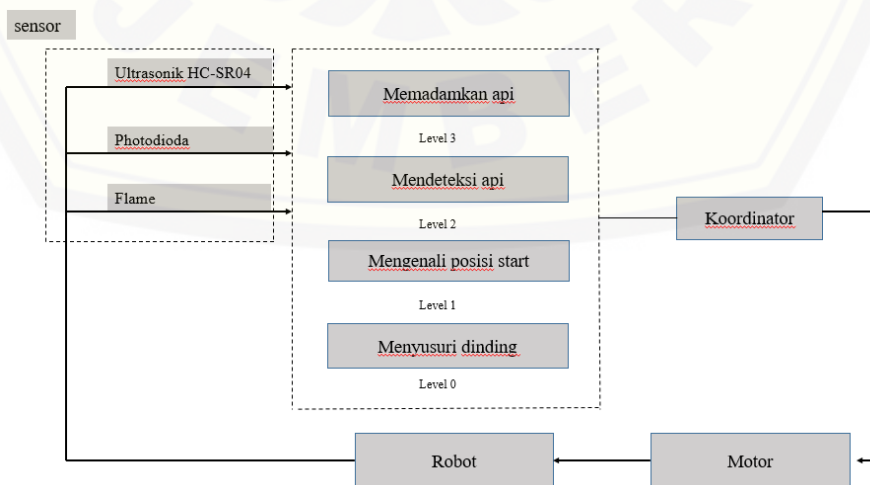 sensor
Ultrasonik HC-SR04
Photodioda
Flame
Memadamkan api
Level 3
Mendeteksi api
Level 2
Mengenali posisi start
Level 1
Menyusuri dinding
Level 0
Koordinator
Robot
Motor
JEMBER